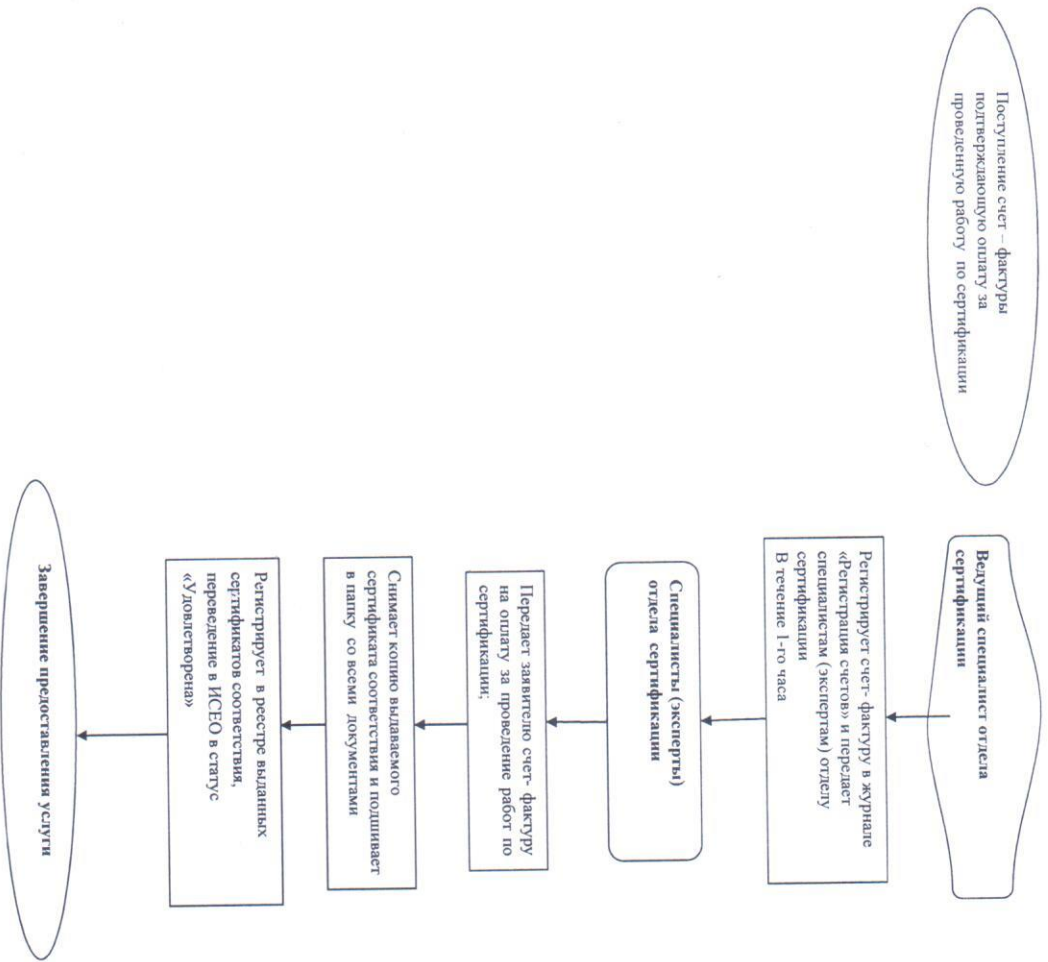 Поступление счет – фактуры
подтверждающую оплату за
проведенную работу по сертификации
Ведущий специалист отдела
сертификации
Регистрирует счет- фактуру в журнале
«Регистрация счетов» и передает
специалистам (экспертам) отделу
сертификации
В течение 1-го часа
Специалисты (эксперты)
отдела сертификации
Передает заявителю счет- фактуру
на оплату за проведение работ по
сертификации;
Снимает копию выдаваемого
сертификата соответствия и подшивает
в папку со всеми документами
Регистрирует в реестре выданных
сертификатов соответствия,
переведение в ИСЕО в статус
«Удовлетворена»
Завершение предоставления услуги